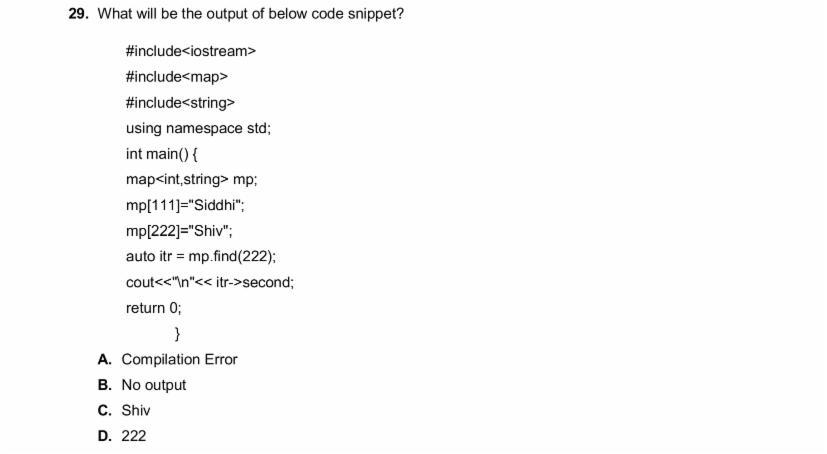 29. What will be the output of below code snippet?
#include<iostream>
#include<map>
#include<string>
using namespace std;
int main() {
map<int,string> mp;
mp[111]="Siddhi";
mp[222]="Shiv";
auto itr = mp.find(222);
cout<<"\n"<< itr->second;
return 0;
}
A. Compilation Error
B. No output
C. Shiv
D. 222